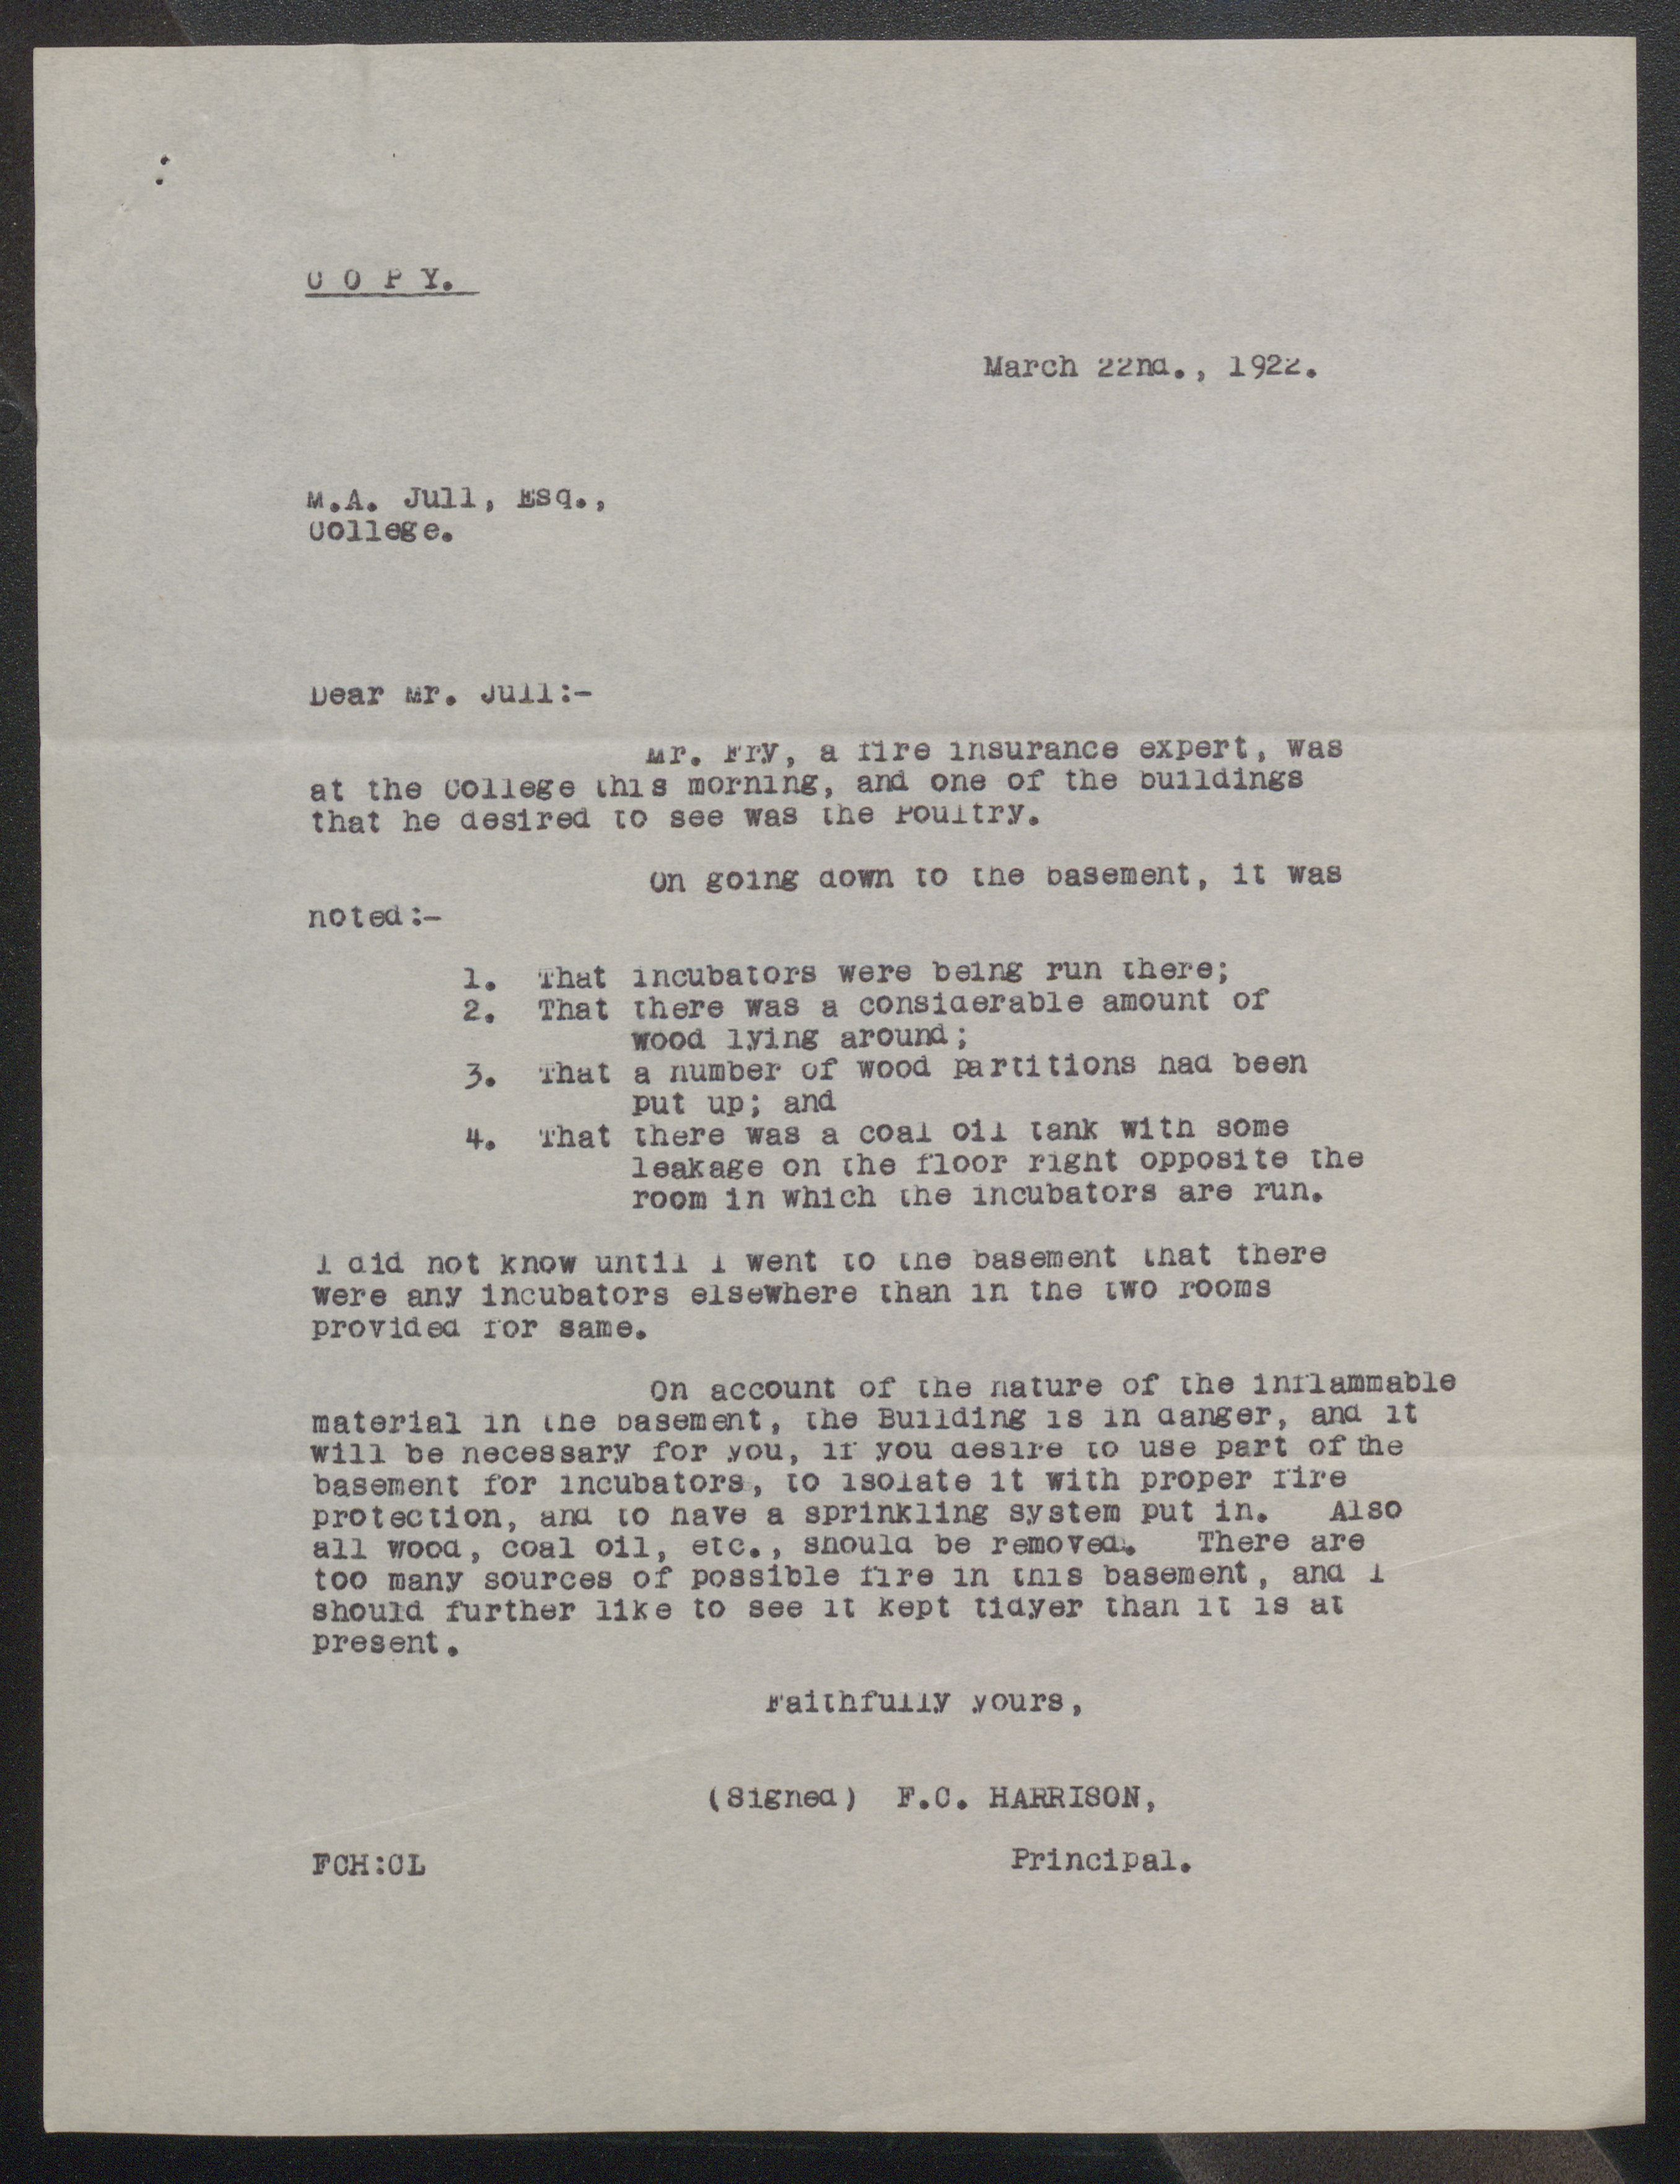 C O P Y.
March 22nd., 1922.
M.A. Jull, Esq.,
College.
Dear Mr. Jull:-
Mr. Fry, a fire insurance expert, was
at the College this morning, and one of the buildings
that he desired to see was the Poultry.
On going down to the basement, it was
noted:-
1. That incubators were being run there;
2. That there was a considerable amount of
wood lying around;
3. That a number of wood partitions had been
put up; and
4. That there was a coal oil tank with some
leakage on the floor right opposite the
room in which the incubators are run.
I did not know until I went to the basement that there
were any incubators elsewhere than in the two rooms
provided for same.
On account of the nature of the inflammable
material in the basement, the Building is in danger, and it
will be necessary for you, if you desire to use part of the
basement for incubators, to isolate it with proper fire
protection, and to have a sprinkling system put in. Also
all wood, coal oil, etc., should be removed. There are
too many sources of possible fire in this basement, and I
should further like to see it kept tidyer than it is at
present.
Faithfully yours,
(Signed) F.C. HARRISON,
FCH:CL Principal.